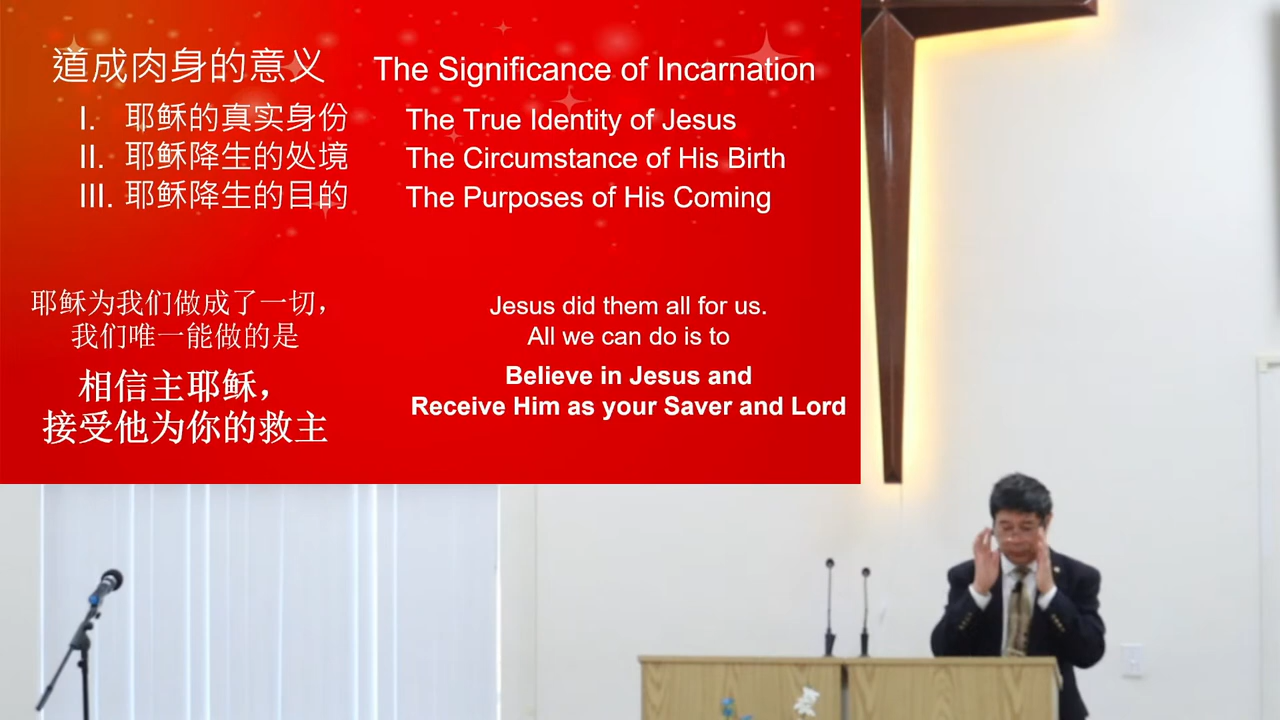 道成肉身的意义 The Significance of Incarnation
I. 耶稣的真实身份 The True Identity of Jesus
II. 耶稣降生的处境 The Circumstance of His Birth
III. 耶稣降生的目的 The Purposes of His Coming
耶稣为我们做成了一切，
我们唯一能做的是
相信主耶稣，
接受他为你的救主
Jesus did them all for us.
All we can do is to
Believe in Jesus and
Receive Him as your Saver and Lord